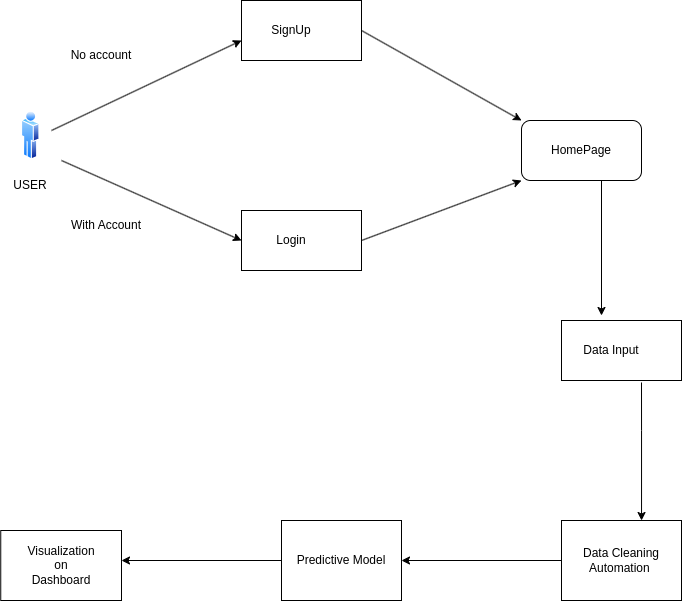 SignUp
No account
HomePage
USER
With Account
Login
Data Input
Visualization
on
Dashboard
Predictive Model
Data Cleaning
Automation